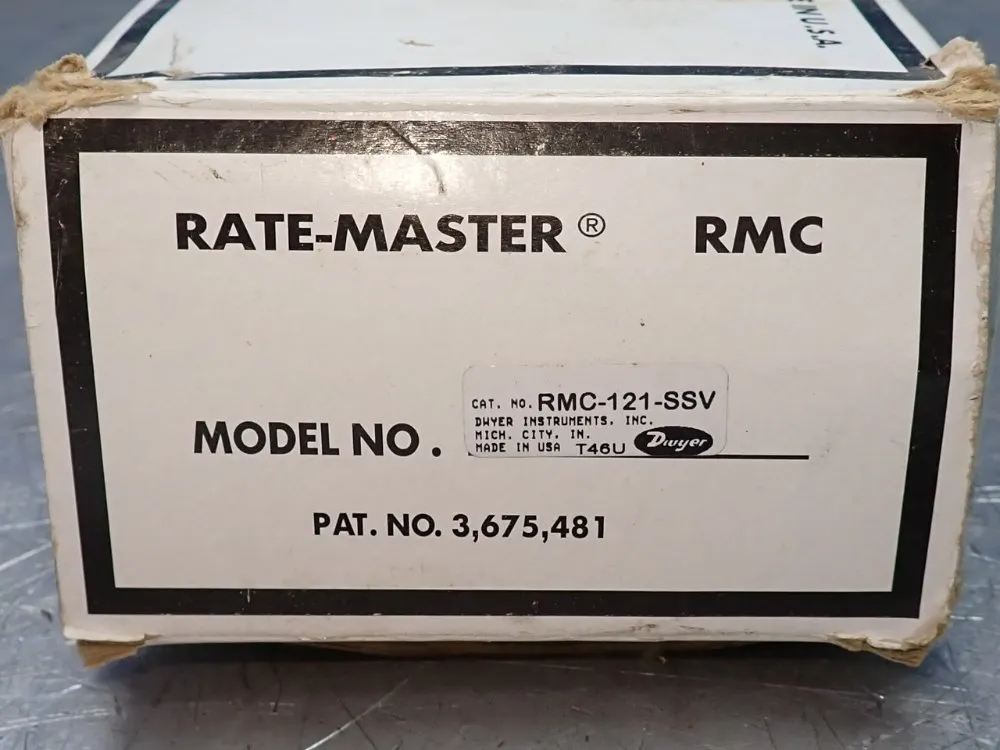 IN U.S.A.
RATE-MASTER® RMC
CAT. NO. RMC-121-SSV
DWYER INSTRUMENTS, INC.
MICH. CITY, IN.
MADE IN USA T46U Dwyer
MODEL NO.
PAT. NO. 3,675,481